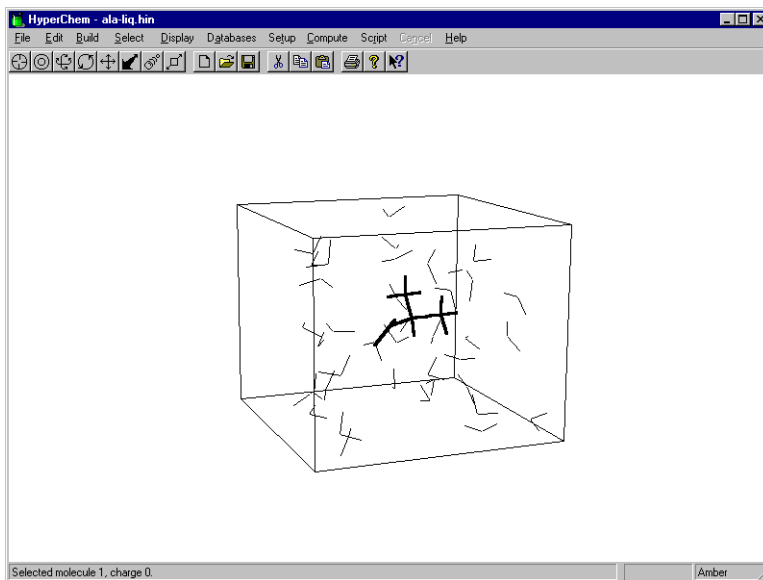 HyperChem - ala-liq.hin
File Edit Build Select Display Databases Setup Compute Script Cancel Help
Selected molecule 1, charge 0. Amber